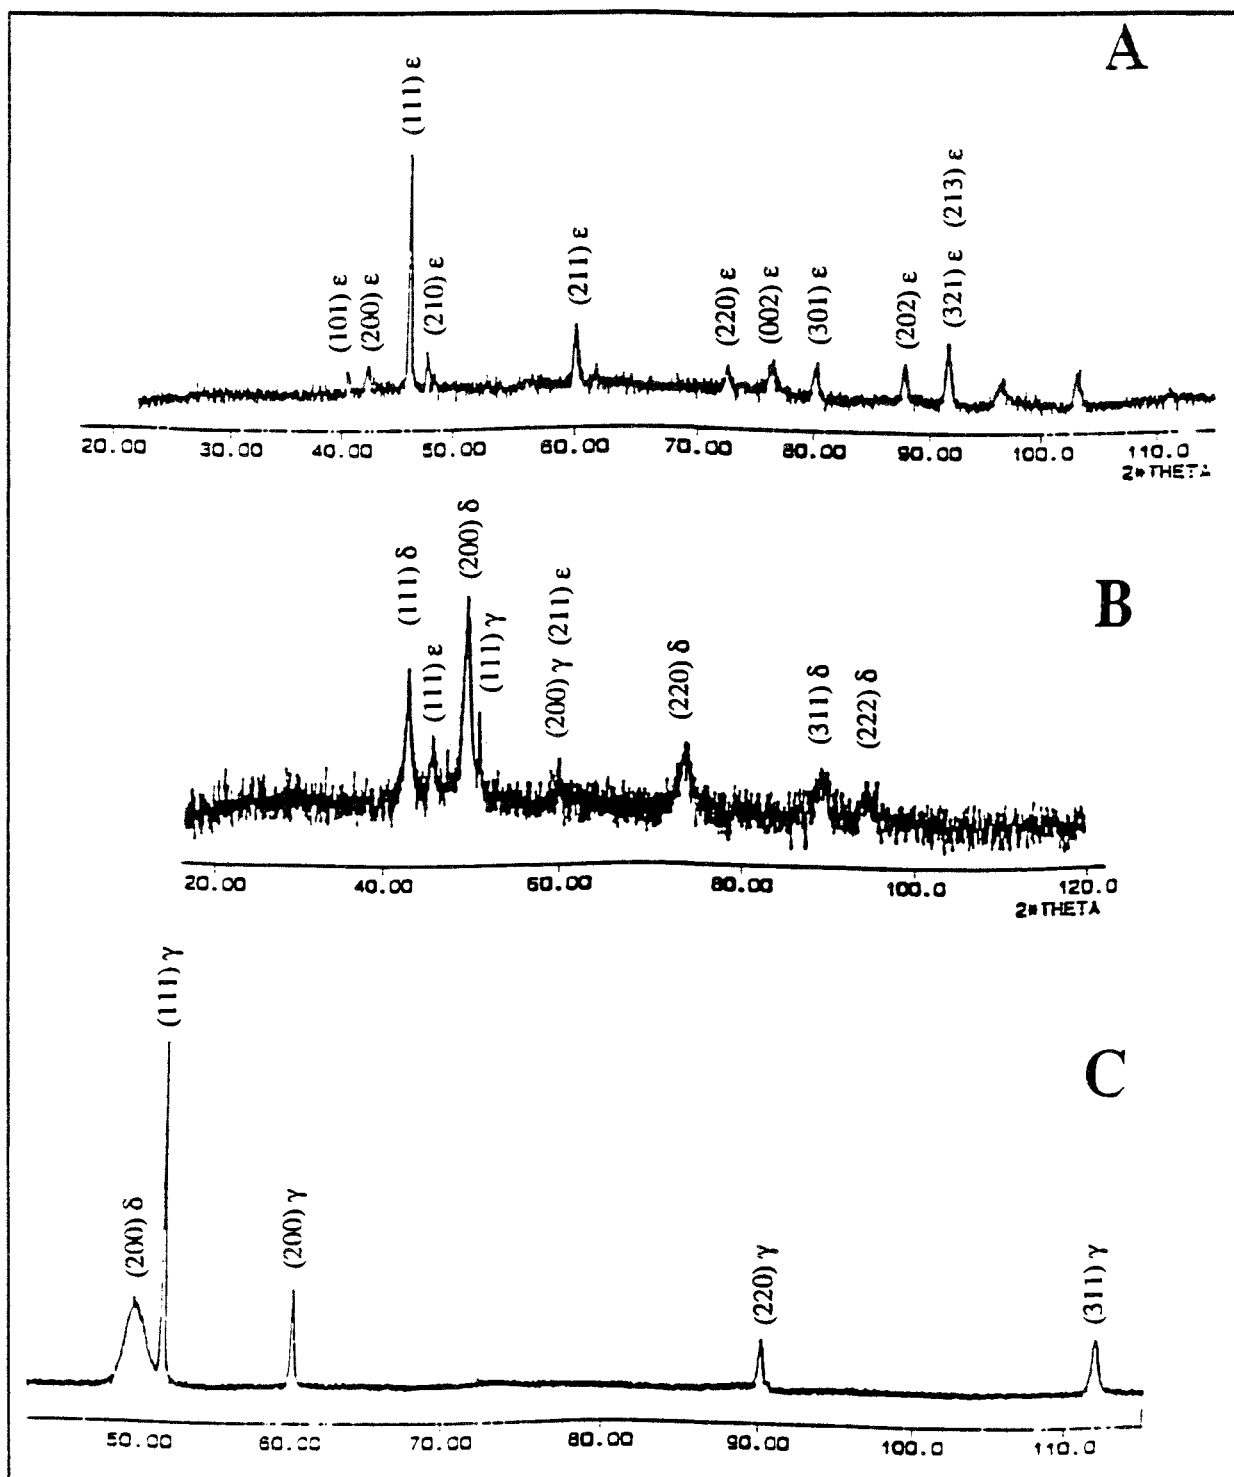 A
(101) ε
(200) ε
(111) ε
(210) ε
(211) ε
(220) ε
(002) ε
(301) ε
(202) ε
(321) ε (213) ε
20.00 30.00 40.00 50.00 60.00 70.00 80.00 90.00 100.0 110.0
2*THETA
B
(111) δ
(111) ε
(200) δ
(111) γ
(200) γ (211) ε
(220) δ
(311) δ
(222) δ
20.00 40.00 60.00 80.00 100.0 120.0
2*THETA
C
(200) δ
(111) γ
(200) γ
(220) γ
(311) γ
50.00 60.00 70.00 80.00 90.00 100.0 110.0